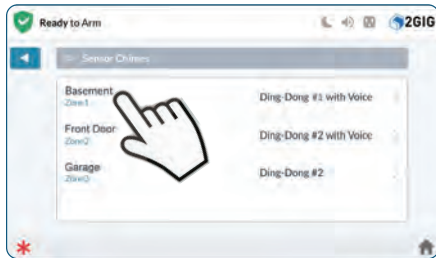 Ready to Arm
2GIG
Sensor Chimes
Basement
Zone1
Ding-Dong #1 with Voice
Front Door
Zone2
Ding-Dong #2 with Voice
Garage
Zone3
Ding-Dong #2